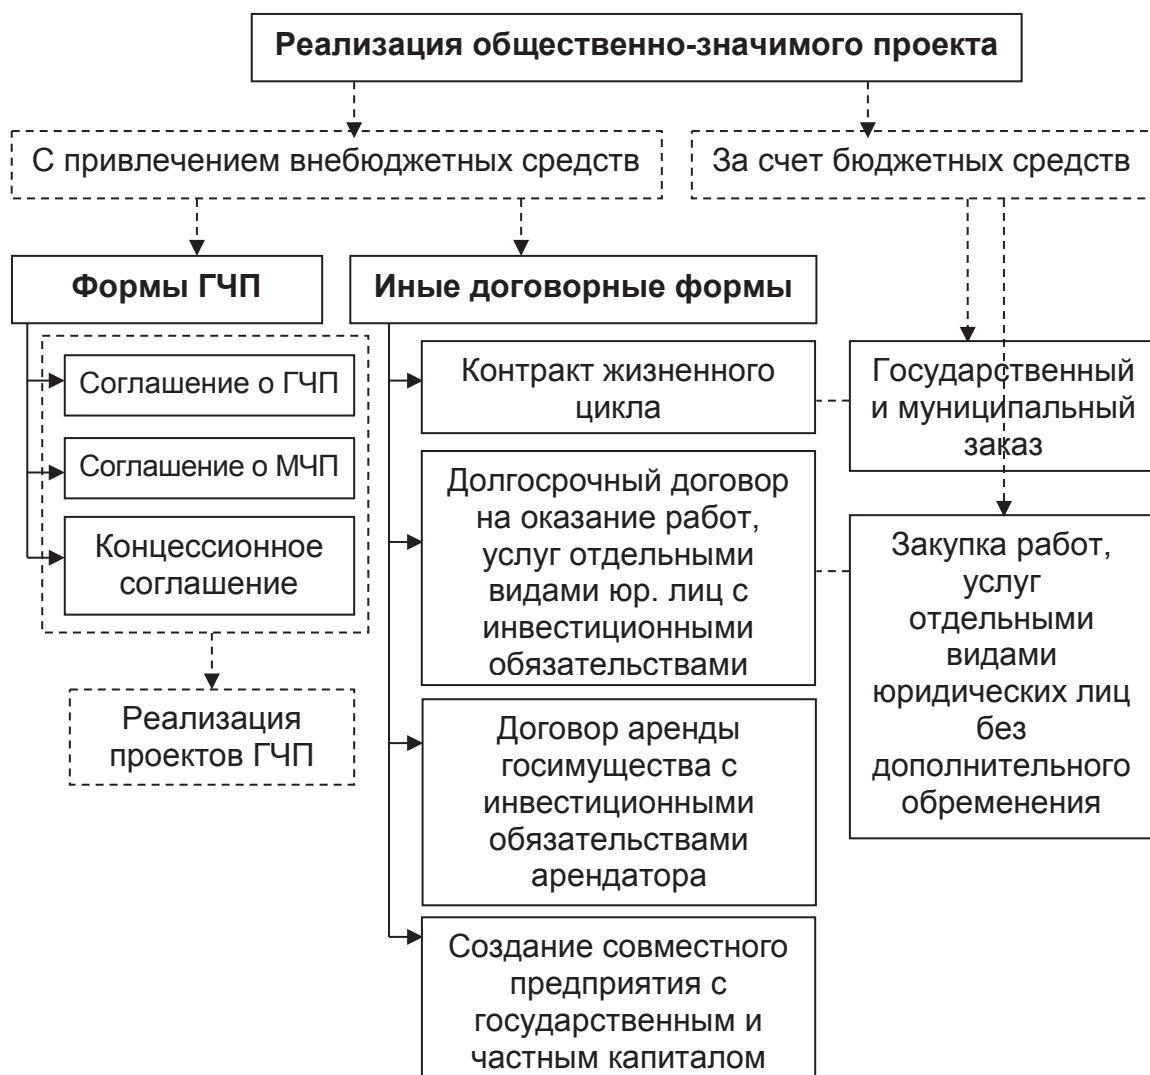 Реализация общественно-значимого проекта
С привлечением внебюджетных средств
За счет бюджетных средств
Формы ГЧП
Иные договорные формы
Соглашение о ГЧП
Соглашение о МЧП
Концессионное
соглашение
Реализация
проектов ГЧП
Контракт жизненного
цикла
Долгосрочный договор
на оказание работ,
услуг отдельными
видами юр. лиц с
инвестиционными
обязательствами
Договор аренды
госимущества с
инвестиционными
обязательствами
арендатора
Создание совместного
предприятия с
государственным и
частным капиталом
Государственный
и муниципальный
заказ
Закупка работ,
услуг
отдельными
видами
юридических лиц
без
дополнительного
обременения